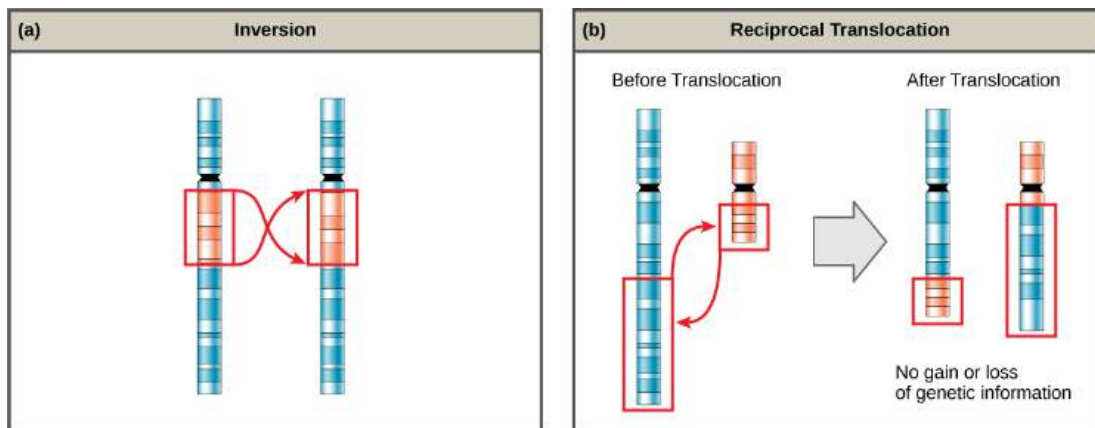 (a) Inversion
(b) Reciprocal Translocation
Before Translocation
After Translocation
No gain or loss
of genetic information